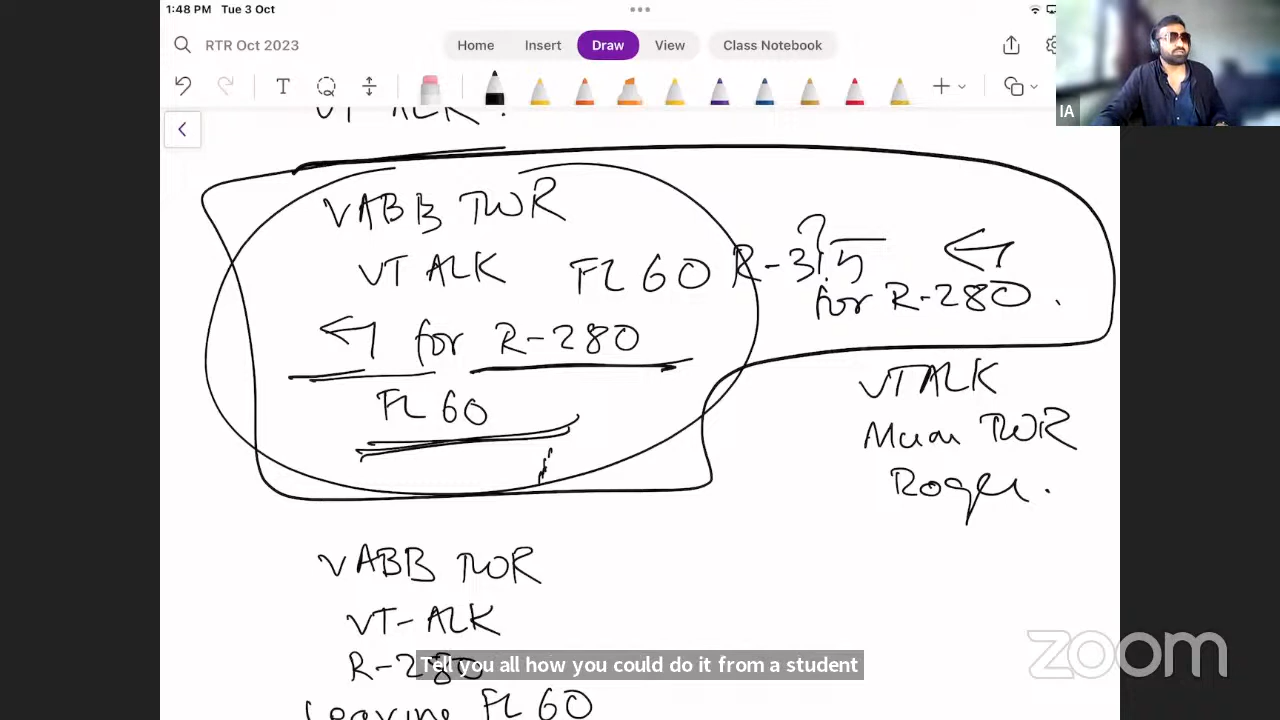 1:48 PM Tue 3 Oct
RTR Oct 2023
Home Insert Draw View Class Notebook
IA
VT ALK.
VABB TWR
VT ALK FL 60 R-315
for R-280.
for R-280
FL 60
VTALK
Mum TWR
Roger.
VABB TWR
VT-ALK
R-280
Leaving FL 60
Tell you all how you could do it from a student
zoom